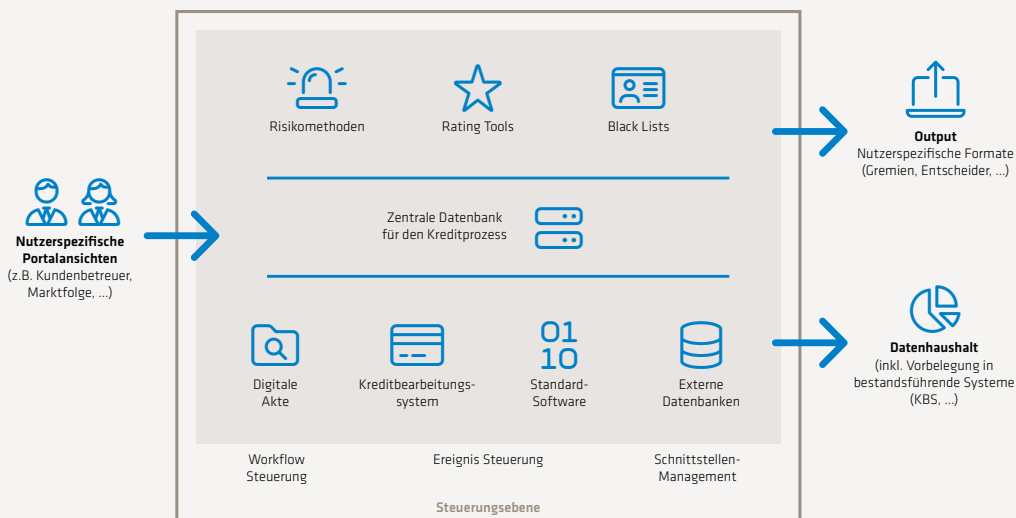 Risikomethoden
Rating Tools
Black Lists
Output
Nutzerspezifische Formate
(Gremien, Entscheider, ...)
Nutzerspezifische
Portalansichten
(z.B. Kundenbetreuer,
Marktfolge, ...)
Zentrale Datenbank
für den Kreditprozess
01
10
Digitale
Akte
Kreditbearbeitungs-
system
Standard-
Software
Externe
Datenbanken
Datenhaushalt
(inkl. Vorbelegung in
bestandsführende Systeme
(KBS, ...)
Workflow
Steuerung
Ereignis Steuerung
Schnittstellen-
Management
Steuerungsebene